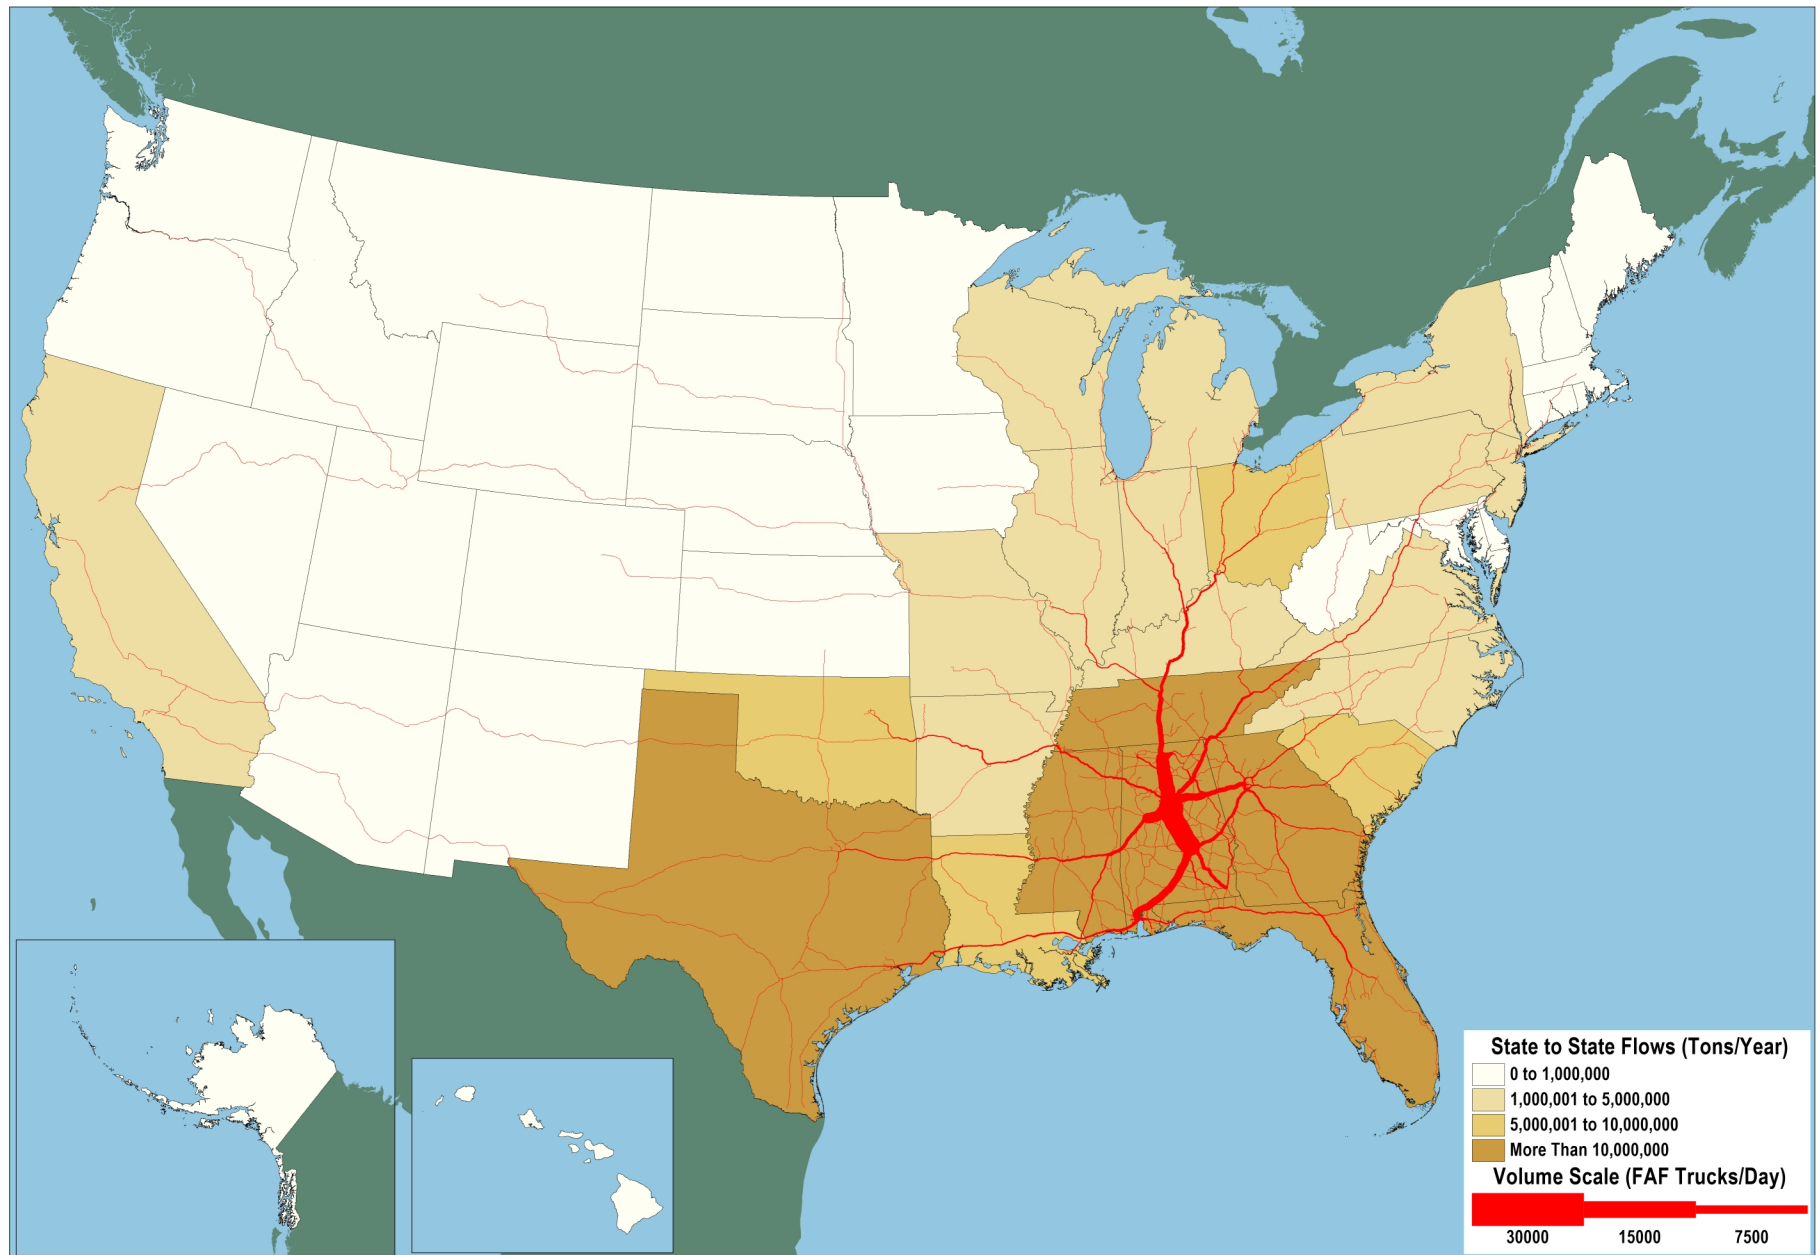 State to State Flows (Tons/Year)
0 to 1,000,000
1,000,001 to 5,000,000
5,000,001 to 10,000,000
More Than 10,000,000
Volume Scale (FAF Trucks/Day)
30000 15000 7500